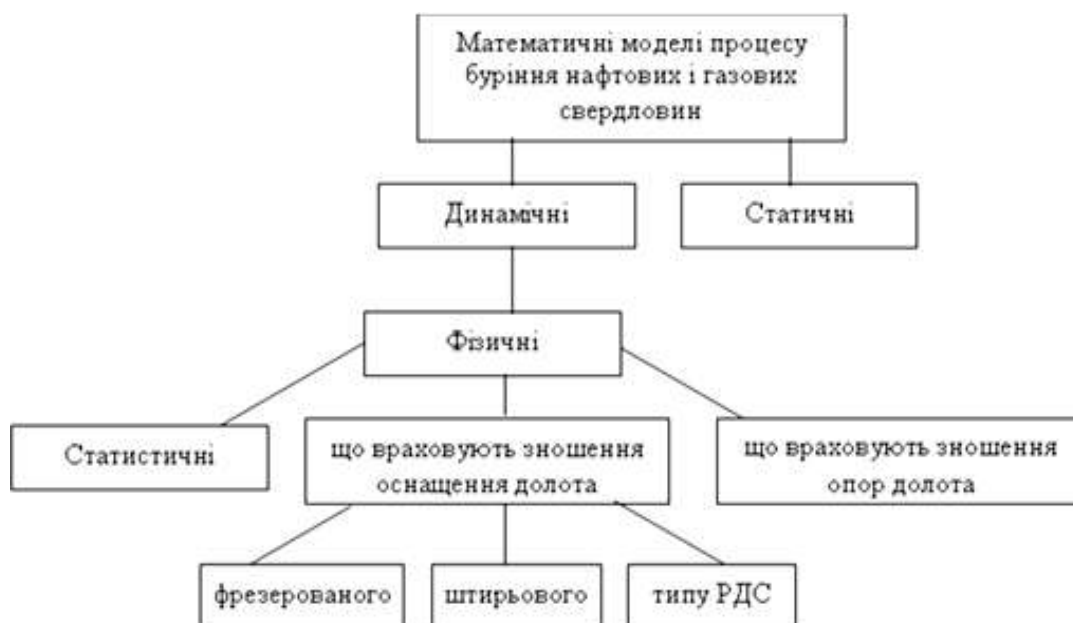 Математичні моделі процесу
буріння нафтових і газових
свердловин
Динамічні
Статичні
Фізичні
Статистичні
що враховують зношення
оснащення долота
що враховують зношення
опор долота
фрезерованого
штирьового
типу РДС